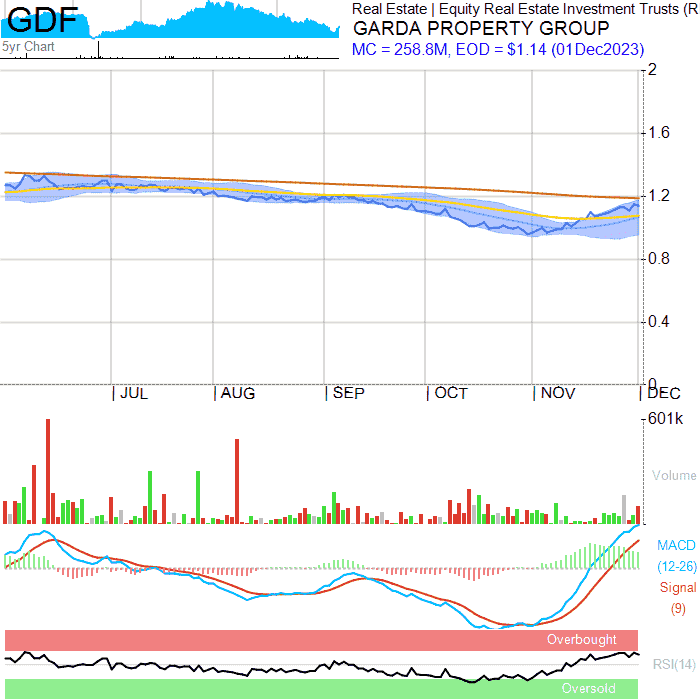 GDF
5yr Chart
Real Estate | Equity Real Estate Investment Trusts (R
GARDA PROPERTY GROUP
MC = 258.8M, EOD = $1.14 (01Dec2023)
2
1.6
1.2
0.8
0.4
0
JUL AUG SEP OCT NOV DEC
601k
Volume
MACD
(12-26)
Signal
(9)
Overbought
RSI(14)
Oversold